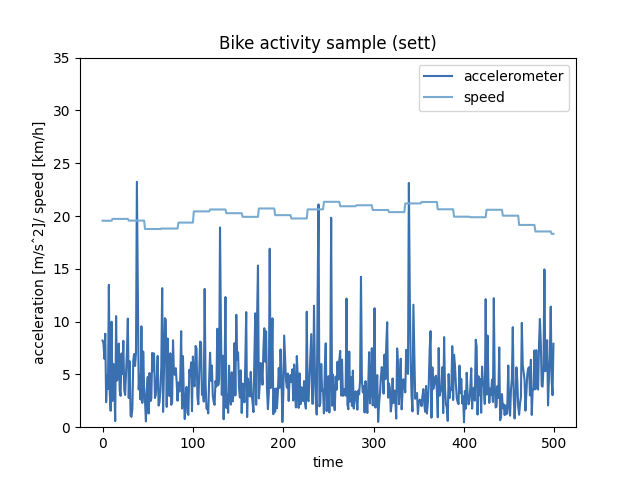 Bike activity sample (sett)
accelerometer
speed
acceleration [m/s^2]/ speed [km/h]
35
30
25
20
15
10
5
0
0 100 200 300 400 500
time